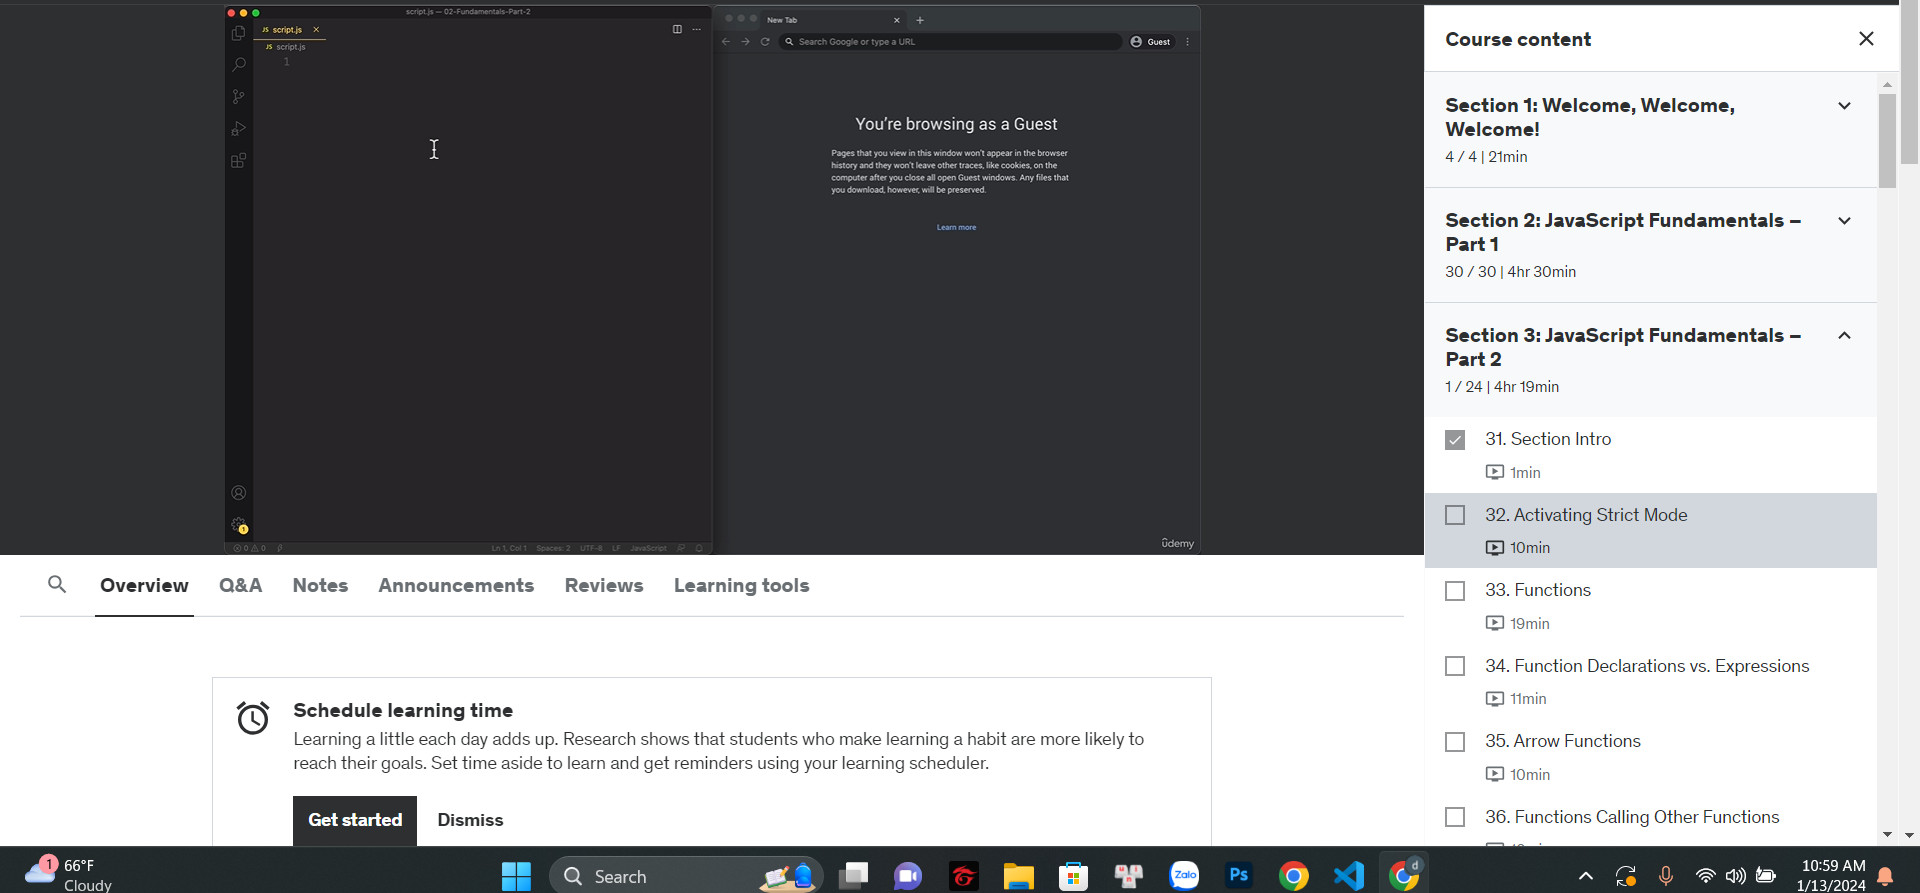 script.js — 02-Fundamentals-Part-2
JS script.js ×
JS script.js
1
1
0 0
Ln 1, Col 1 Spaces: 2 UTF-8 LF JavaScript
New Tab
Search Google or type a URL
Guest
You're browsing as a Guest
Pages that you view in this window won't appear in the browser
history and they won't leave other traces, like cookies, on the
computer after you close all open Guest windows. Any files that
you download, however, will be preserved.
Learn more
ûdemy
Overview Q&A Notes Announcements Reviews Learning tools
Schedule learning time
Learning a little each day adds up. Research shows that students who make learning a habit are more likely to
reach their goals. Set time aside to learn and get reminders using your learning scheduler.
Get started Dismiss
Course content
Section 1: Welcome, Welcome,
Welcome!
4 / 4 | 21min
Section 2: JavaScript Fundamentals –
Part 1
30 / 30 | 4hr 30min
Section 3: JavaScript Fundamentals –
Part 2
1 / 24 | 4hr 19min
31. Section Intro
1min
32. Activating Strict Mode
10min
33. Functions
19min
34. Function Declarations vs. Expressions
11min
35. Arrow Functions
10min
36. Functions Calling Other Functions
1
66°F
Cloudy
Search
Zalo
Ps
d
10:59 AM
1/13/2024